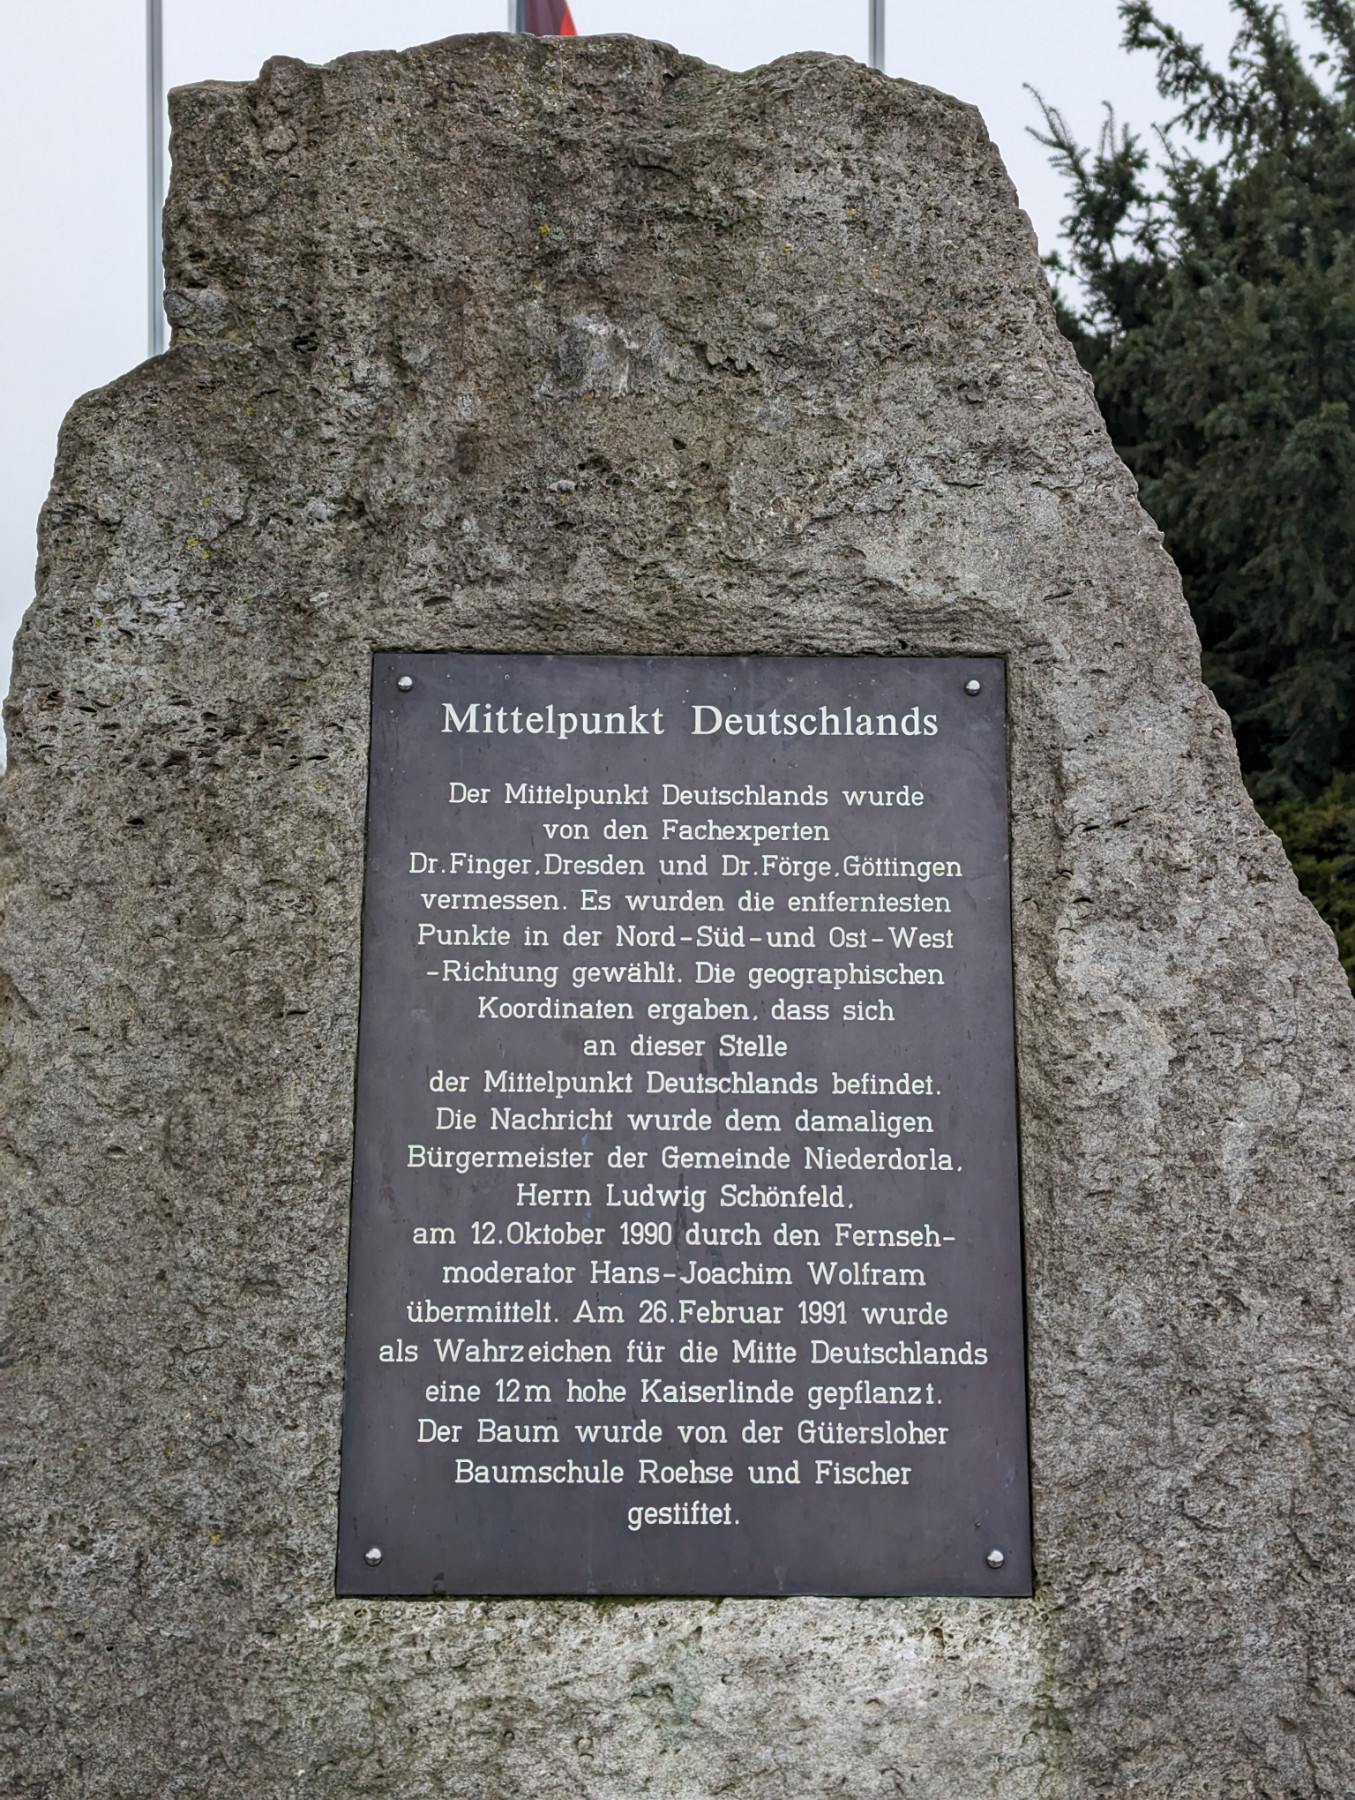 Mittelpunkt Deutschlands
Der Mittelpunkt Deutschlands wurde
von den Fachexperten
Dr.Finger,Dresden und Dr.Förge,Göttingen
vermessen. Es wurden die entferntesten
Punkte in der Nord-Süd-und Ost-West
-Richtung gewählt. Die geographischen
Koordinaten ergaben, dass sich
an dieser Stelle
der Mittelpunkt Deutschlands befindet.
Die Nachricht wurde dem damaligen
Bürgermeister der Gemeinde Niederdorla,
Herrn Ludwig Schönfeld,
am 12.Oktober 1990 durch den Fernseh-
moderator Hans-Joachim Wolfram
übermittelt. Am 26.Februar 1991 wurde
als Wahrzeichen für die Mitte Deutschlands
eine 12m hohe Kaiserlinde gepflanzt.
Der Baum wurde von der Gütersloher
Baumschule Roehse und Fischer
gestiftet.